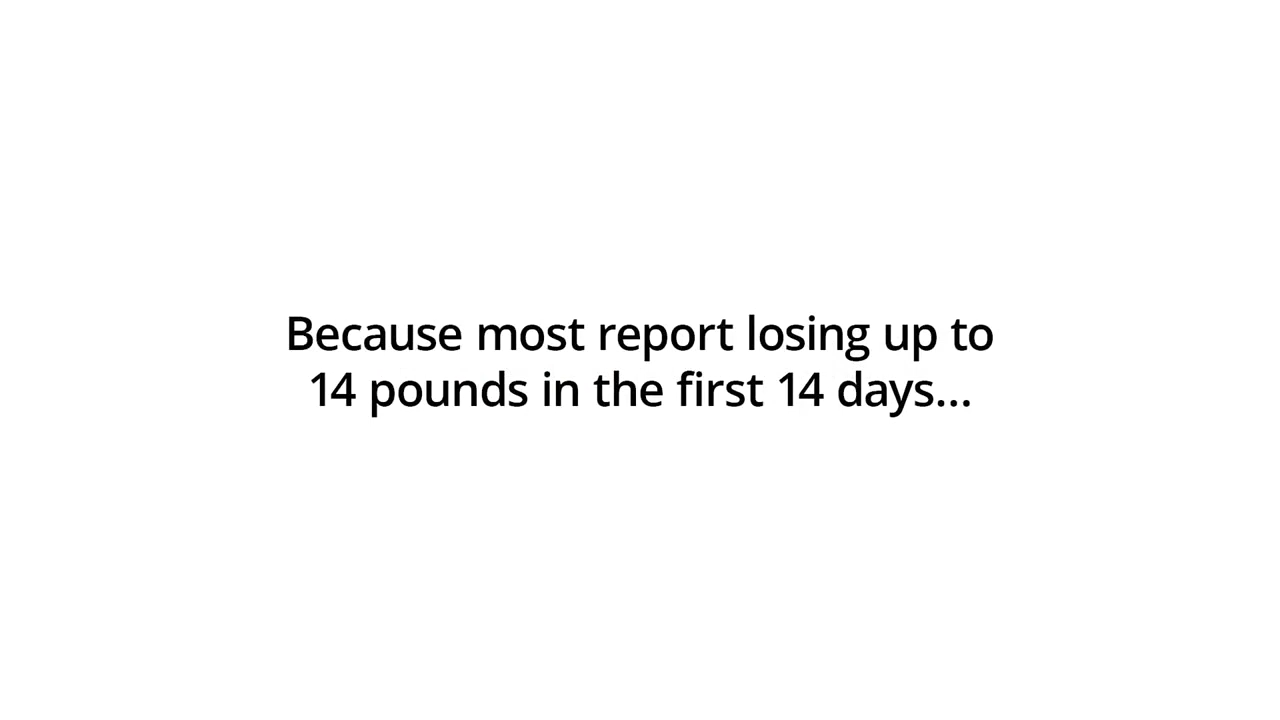 Because most report losing up to
14 pounds in the first 14 days...